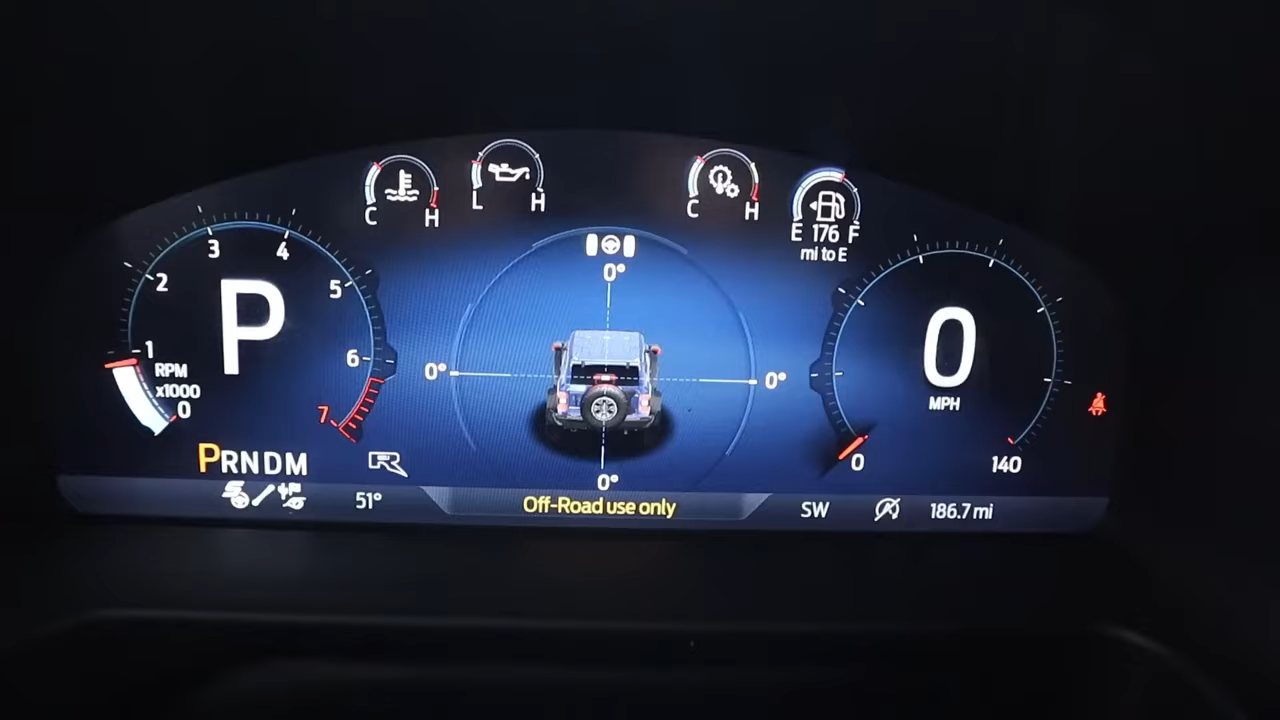 C H
L H
C H
E 176 F
mi to E
0°
3 4
2 5
1 6
RPM
x1000
0
7
P
0° 0°
0
MPH
0 140
PRNDM
R
0°
51°
Off-Road use only
SW
186.7 mi